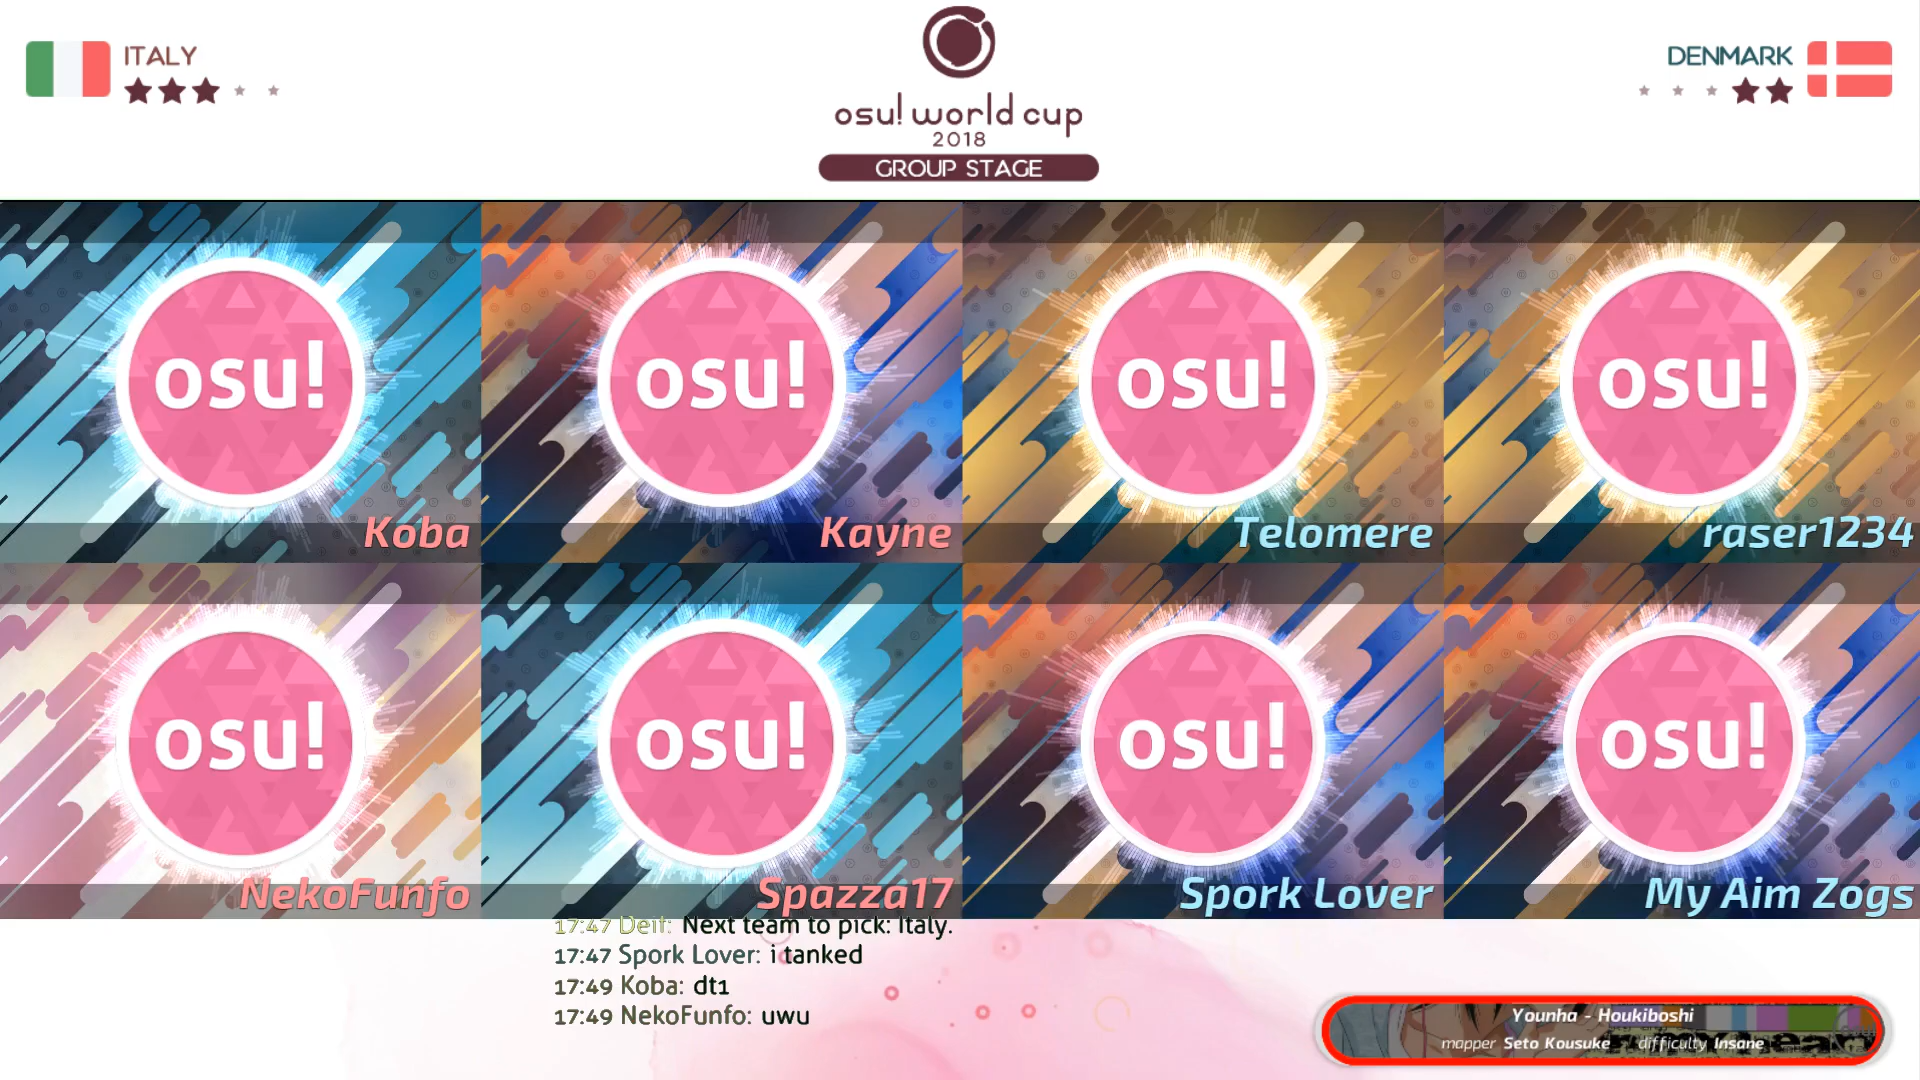 ITALY
DENMARK
osu! world cup
2018
GROUP STAGE
osu!
osu!
osu!
osu!
Koba
Kayne
Telomere
raser1234
osu!
osu!
osu!
osu!
NekoFunfo
Spazza17
Spork Lover
My Aim Zogs
17:47 Deif: Next team to pick: Italy.
17:47 Spork Lover: i tanked
17:49 Koba: dt1
17:49 NekoFunfo: uwu
Younha - Houkiboshi
mapper Seto Kousuke difficulty Insane